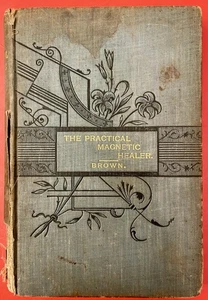 THE PRACTICAL
MAGNETIC
HEALER.
BROWN.